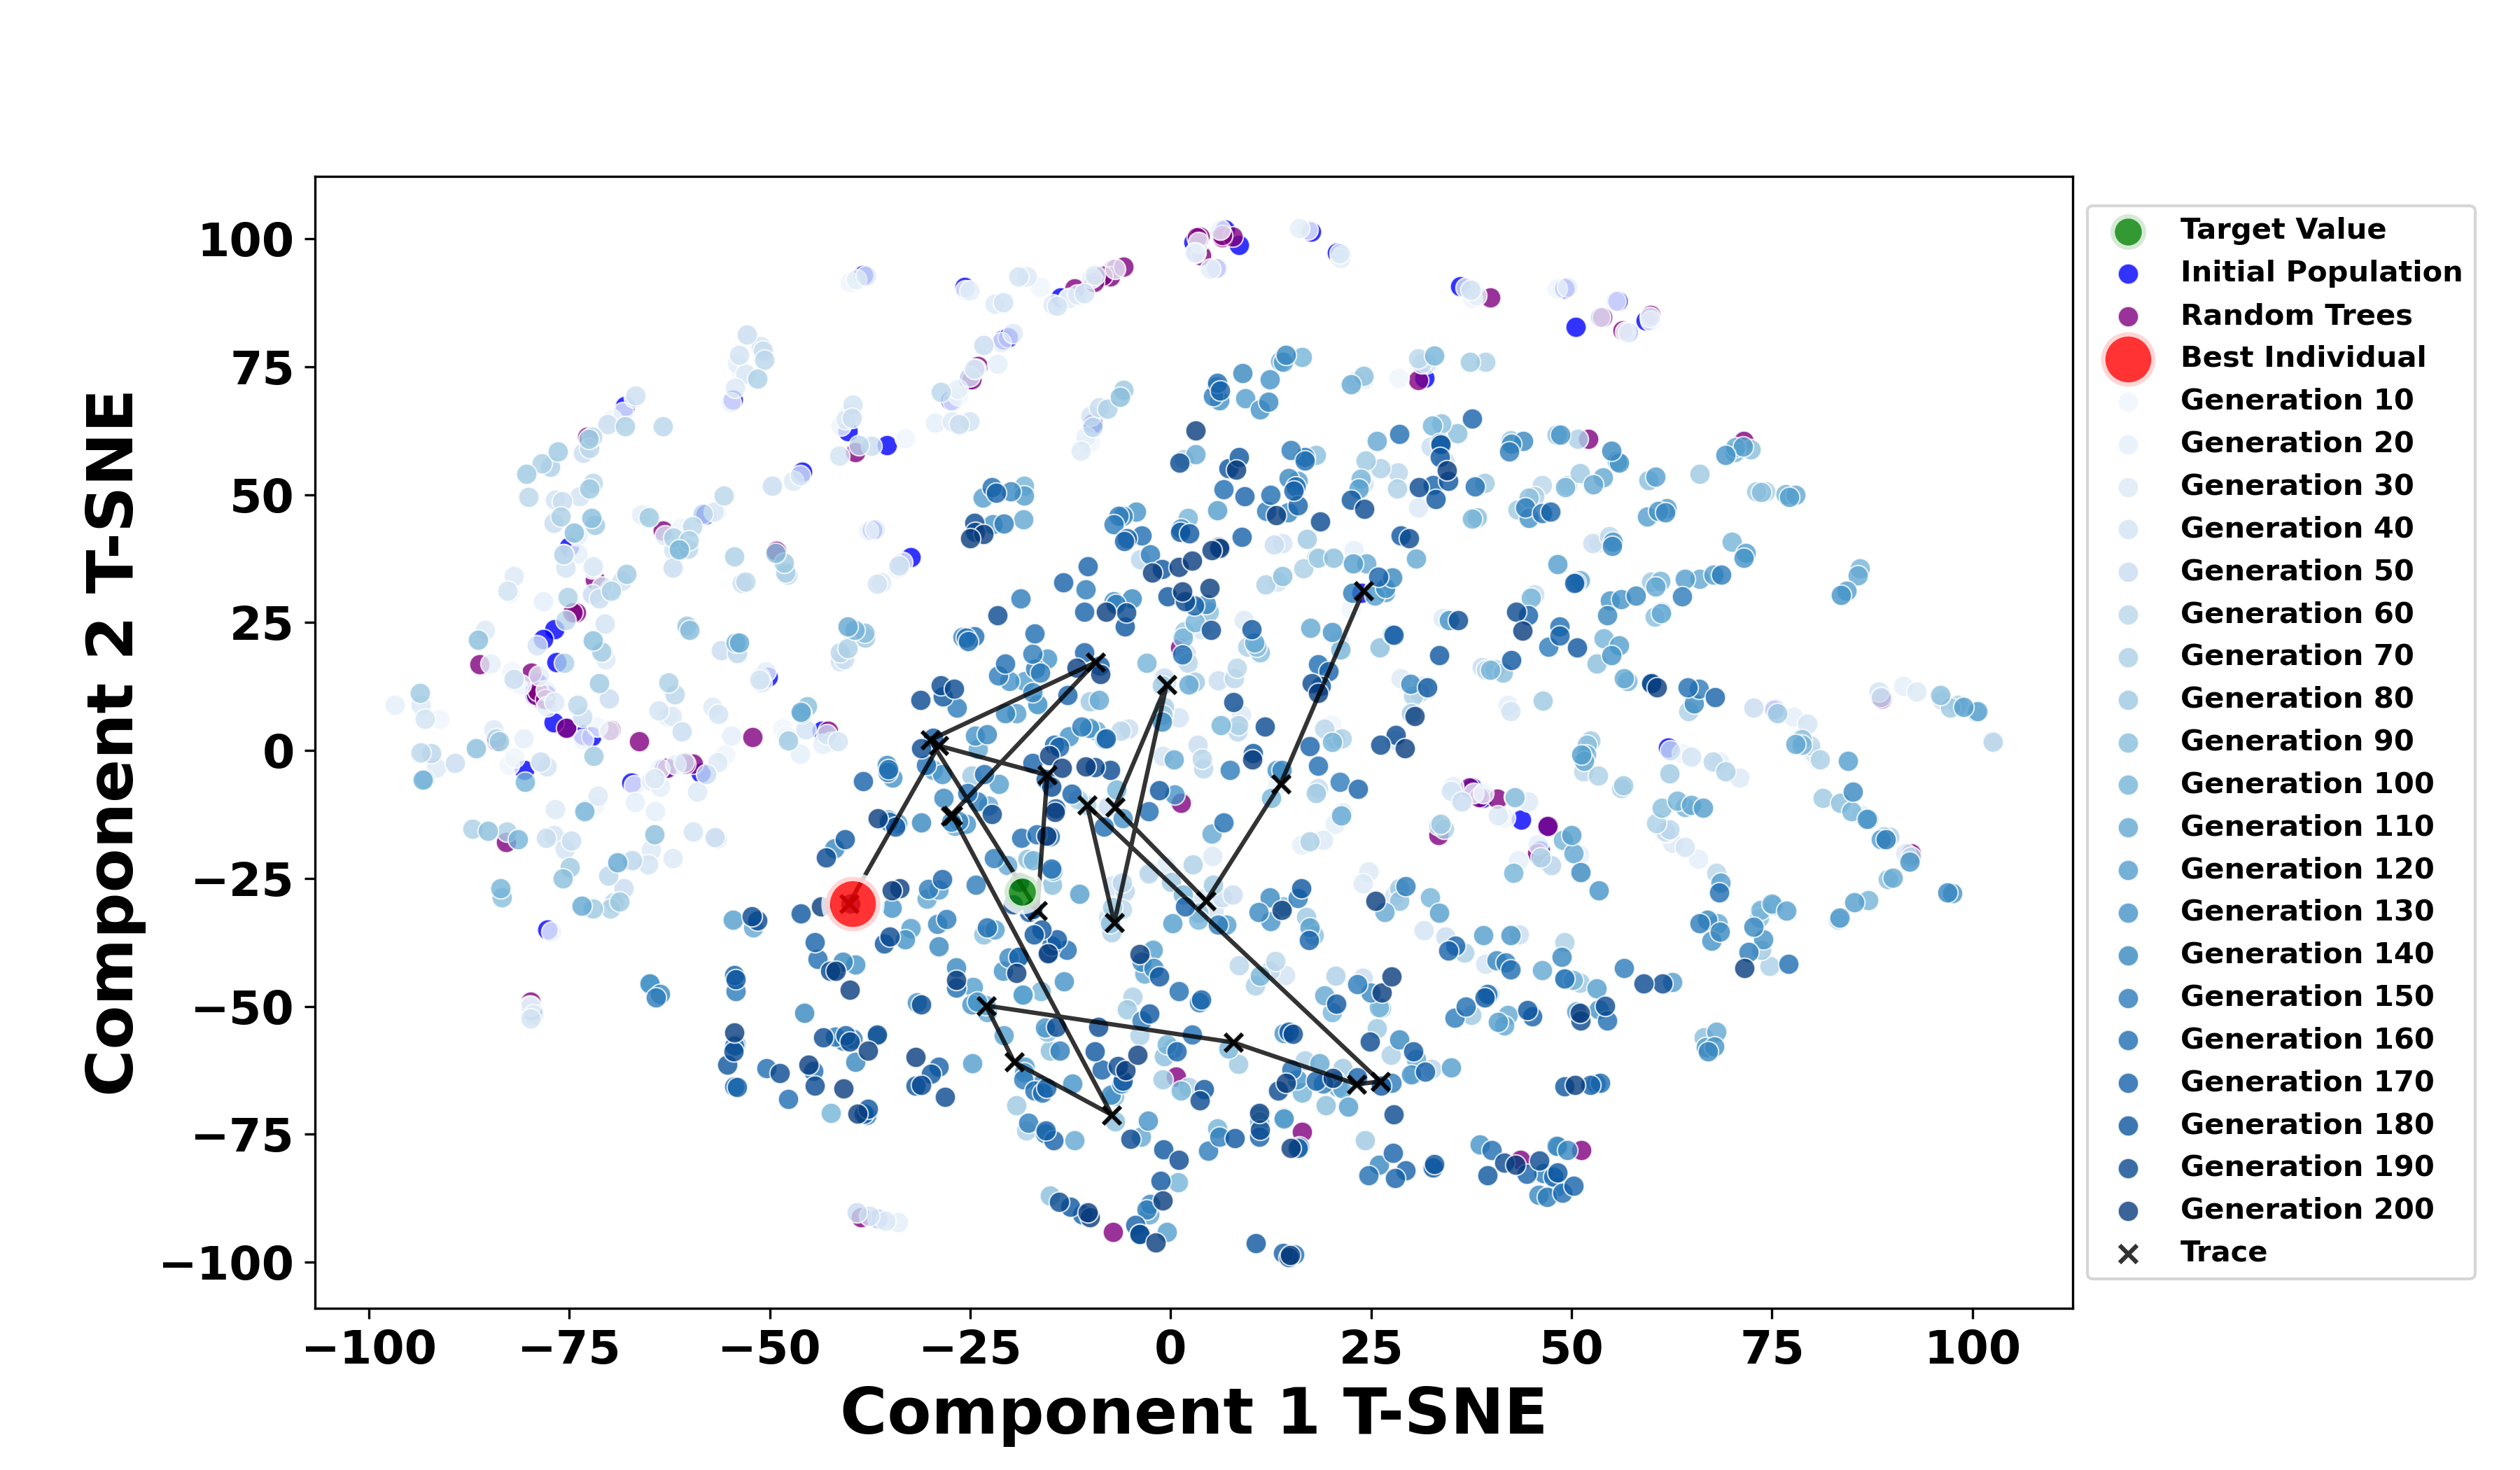 100
75
50
25
0
−25
−50
−75
−100
Component 2 T-SNE
−100
−75
−50
−25
0
25
50
75
100
Component 1 T-SNE
Target Value
Initial Population
Random Trees
Best Individual
Generation 10
Generation 20
Generation 30
Generation 40
Generation 50
Generation 60
Generation 70
Generation 80
Generation 90
Generation 100
Generation 110
Generation 120
Generation 130
Generation 140
Generation 150
Generation 160
Generation 170
Generation 180
Generation 190
Generation 200
Trace